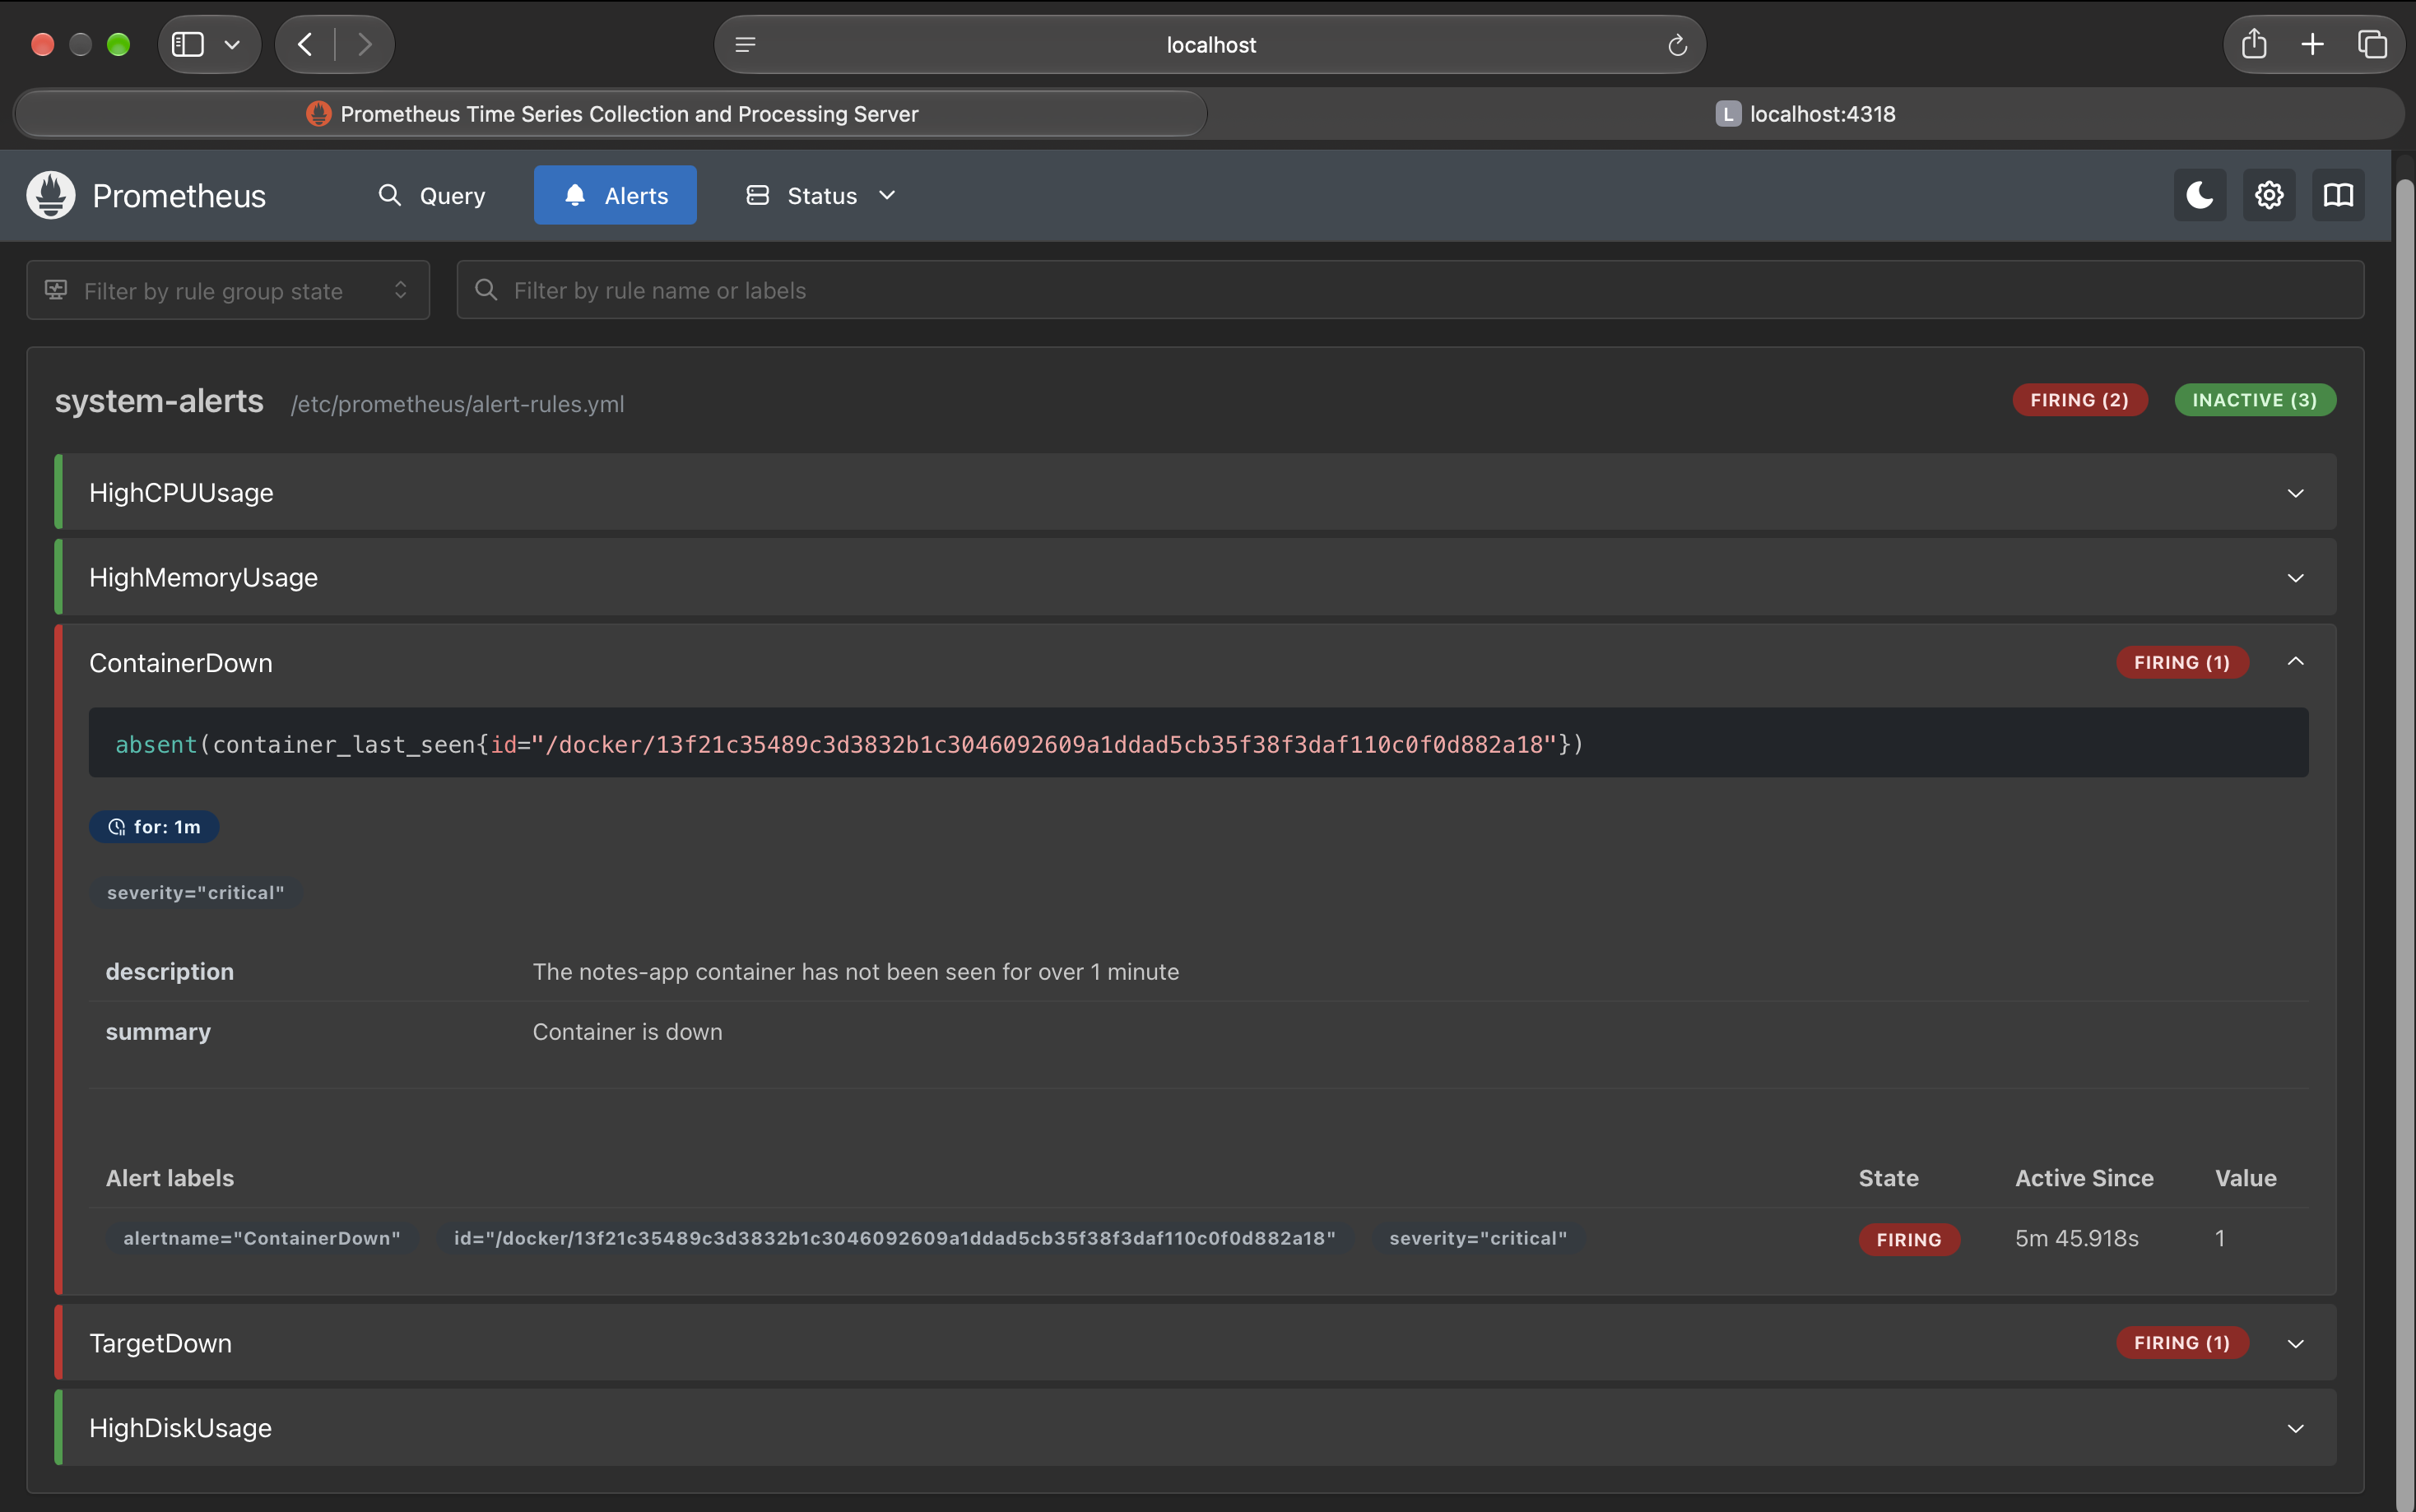 localhost
Prometheus Time Series Collection and Processing Server
L localhost:4318
Prometheus Query Alerts Status
Filter by rule group state Filter by rule name or labels
system-alerts /etc/prometheus/alert-rules.yml FIRING (2) INACTIVE (3)
HighCPUUsage
HighMemoryUsage
ContainerDown FIRING (1)
absent(container_last_seen{id="/docker/13f21c35489c3d3832b1c3046092609a1ddad5cb35f38f3daf110c0f0d882a18"})
for: 1m
severity="critical"
description The notes-app container has not been seen for over 1 minute
summary Container is down
Alert labels State Active Since Value
alertname="ContainerDown" id="/docker/13f21c35489c3d3832b1c3046092609a1ddad5cb35f38f3daf110c0f0d882a18" severity="critical" FIRING 5m 45.918s 1
TargetDown FIRING (1)
HighDiskUsage